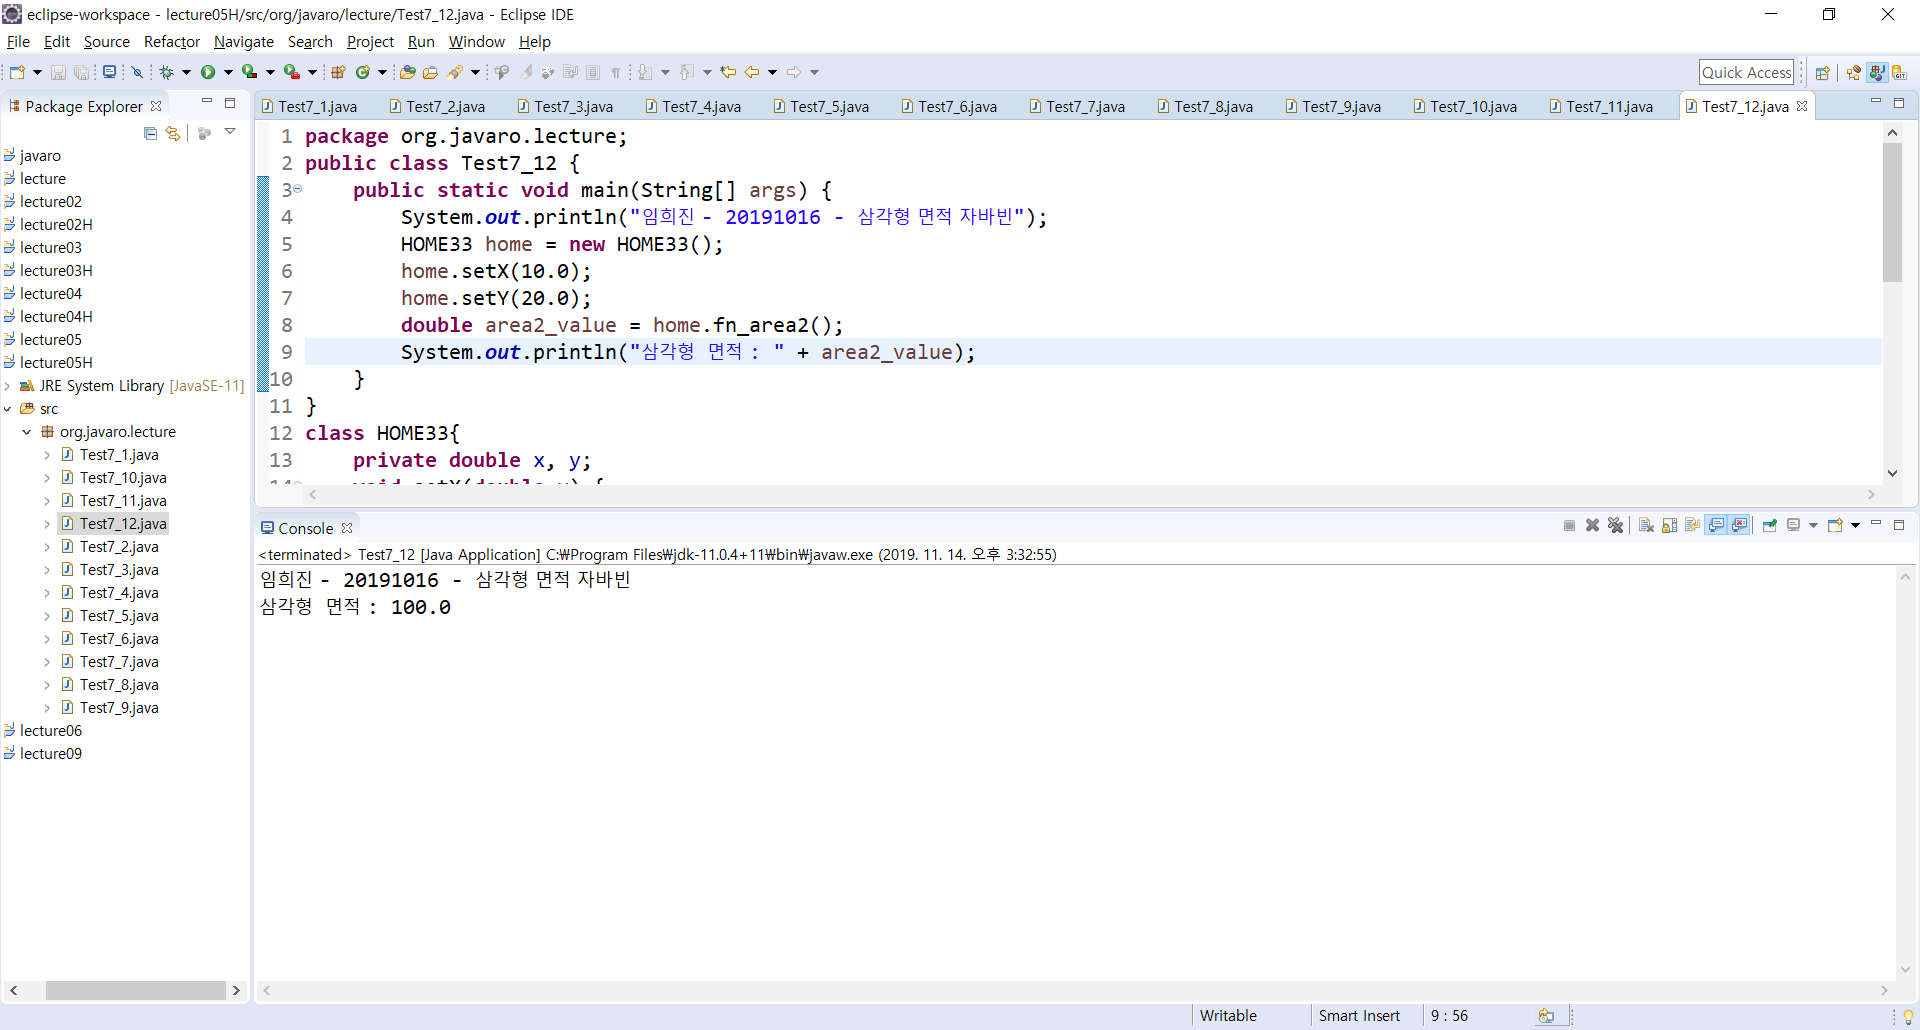 eclipse-workspace - lecture05H/src/org/javaro/lecture/Test7_12.java - Eclipse IDE
File Edit Source Refactor Navigate Search Project Run Window Help
Quick Access
Package Explorer
javaro
lecture
lecture02
lecture02H
lecture03
lecture03H
lecture04
lecture04H
lecture05
lecture05H
JRE System Library [JavaSE-11]
src
org.javaro.lecture
Test7_1.java
Test7_10.java
Test7_11.java
Test7_12.java
Test7_2.java
Test7_3.java
Test7_4.java
Test7_5.java
Test7_6.java
Test7_7.java
Test7_8.java
Test7_9.java
lecture06
lecture09
Test7_1.java Test7_2.java Test7_3.java Test7_4.java Test7_5.java Test7_6.java Test7_7.java Test7_8.java Test7_9.java Test7_10.java Test7_11.java Test7_12.java
1 package org.javaro.lecture;
2 public class Test7_12 {
3 public static void main(String[] args) {
4 System.out.println("임희진 - 20191016 - 삼각형 면적 자바빈");
5 HOME33 home = new HOME33();
6 home.setX(10.0);
7 home.setY(20.0);
8 double area2_value = home.fn_area2();
9 System.out.println("삼각형 면적 : " + area2_value);
10 }
11 }
12 class HOME33{
13 private double x, y;
Console
<terminated> Test7_12 [Java Application] C:₩Program Files₩jdk-11.0.4+11₩bin₩javaw.exe (2019. 11. 14. 오후 3:32:55)
임희진 - 20191016 - 삼각형 면적 자바빈
삼각형 면적 : 100.0
Writable Smart Insert 9 : 56